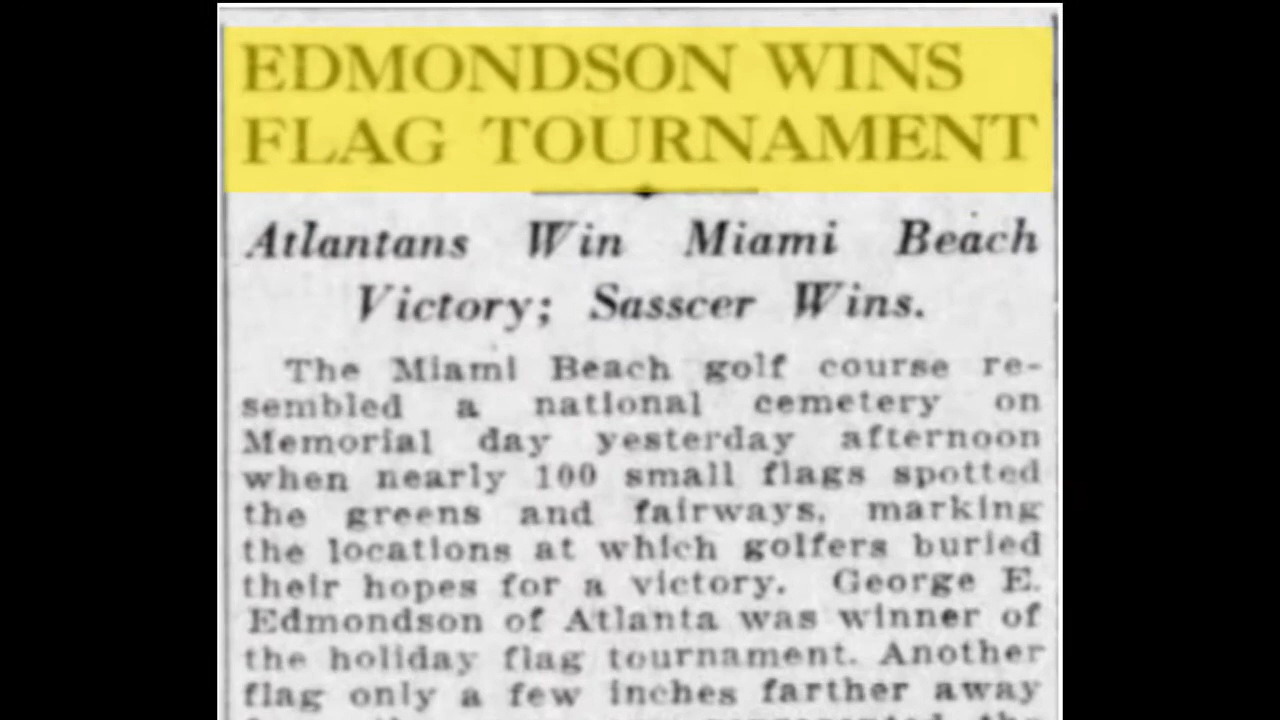 EDMONDSON WINS
FLAG TOURNAMENT
Atlantans Win Miami Beach
Victory; Sasscer Wins.
The Miami Beach golf course re-
sembled a national cemetery on
Memorial day yesterday afternoon
when nearly 100 small flags spotted
the greens and fairways, marking
the locations at which golfers buried
their hopes for a victory. George E.
Edmondson of Atlanta was winner of
the holiday flag tournament. Another
flag only a few inches farther away